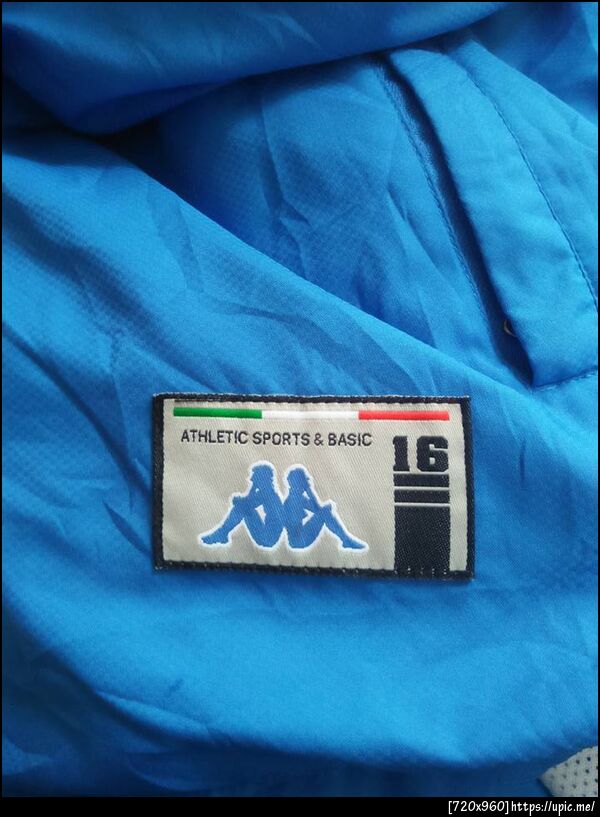 ATHLETIC SPORTS & BASIC
16
[720x960]https://upic.me/